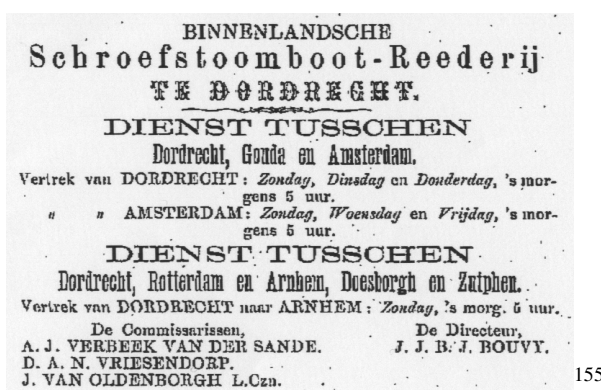 BINNENLANDSCHE
Schroefstoomboot-Reederij
TE DORDRECHT.
DIENST TUSSCHEN
Dordrecht, Gouda en Amsterdam.
Vertrek van DORDRECHT: Zondag, Dinsdag en Donderdag, 's mor-
gens 5 uur.
" " AMSTERDAM: Zondag, Woensdag en Vrijdag, 's mor-
gens 5 uur.
DIENST TUSSCHEN
Dordrecht, Rotterdam en Arnhem, Doesborgh en Zutphen.
Vertrek van DORDRECHT naar ARNHEM: Zondag, 's morg. 5 uur.
De Commissarissen,
A. J. VERBEEK VAN DER SANDE.
D. A. N. VRIESENDORP.
J. VAN OLDENBORGH L.Czn.
De Directeur,
J. J. B. J. BOUVY.
155